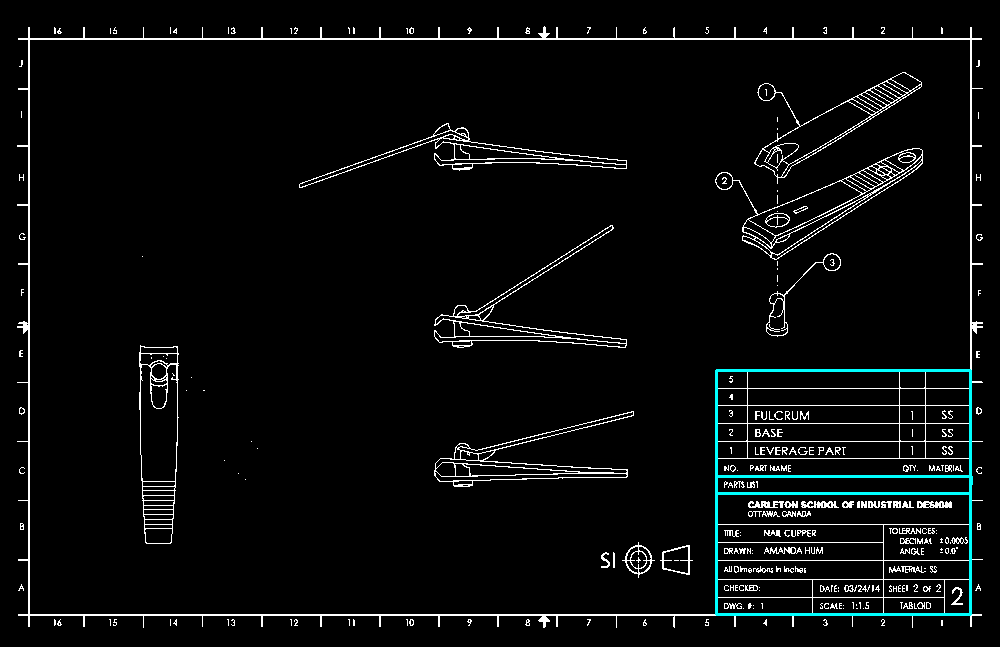 16 15 14 13 12 11 10 9 8 7 6 5 4 3 2 1
J J
I I
H H
G G
F F
E E
D D
C C
B B
A A
1
2
3
5
4
3 FULCRUM 1 SS
2 BASE 1 SS
1 LEVERAGE PART 1 SS
NO. PART NAME QTY. MATERIAL
PARTS LIST
CARLETON SCHOOL OF INDUSTRIAL DESIGN
OTTAWA, CANADA
TITLE: NAIL CLIPPER
TOLERANCES:
DECIMAL ±0.0005
ANGLE ±0.0°
DRAWN: AMANDA HUM
All Dimensions in Inches
MATERIAL: SS
CHECKED: DATE: 03/24/14 SHEET 2 OF 2
DWG. #: 1 SCALE: 1:1.5 TABLOID 2
SI
16 15 14 13 12 11 10 9 8 7 6 5 4 3 2 1